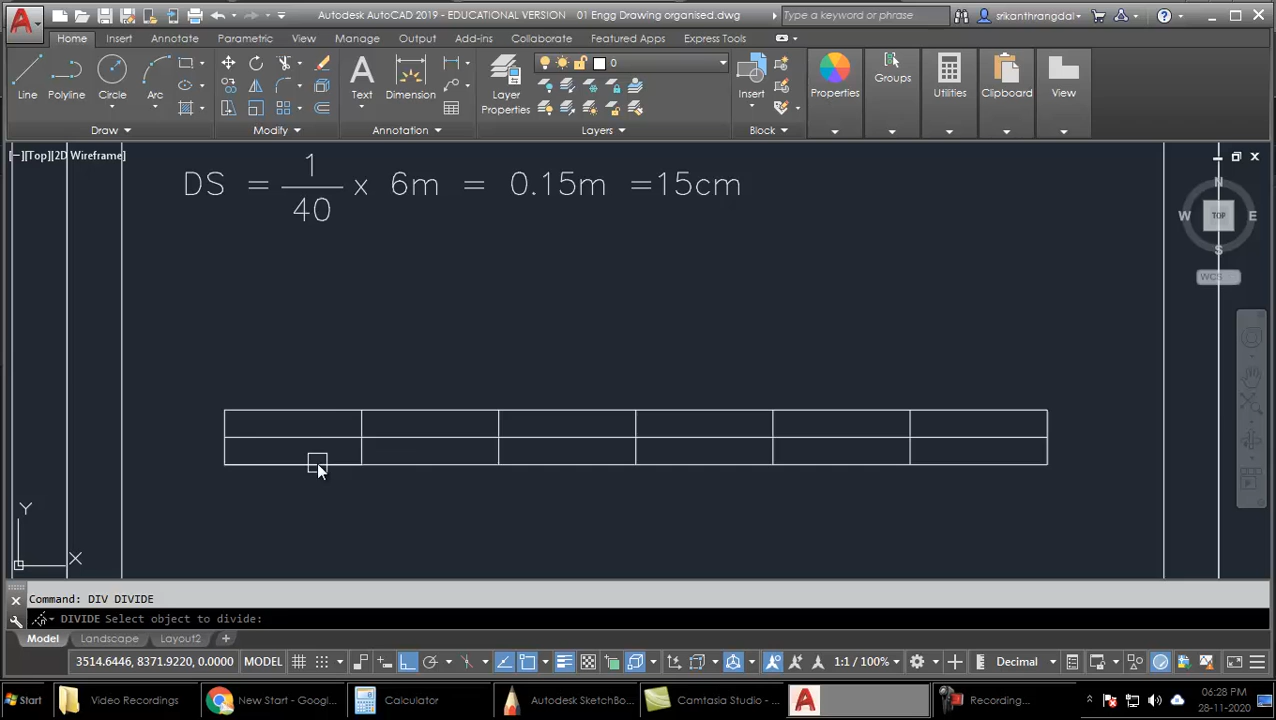 Autodesk AutoCAD 2019 - EDUCATIONAL VERSION 01 Engg Drawing organised.dwg
Type a keyword or phrase
srikanthrangdal
Home Insert Annotate Parametric View Manage Output Add-ins Collaborate Featured Apps Express Tools
Line Polyline Circle Arc
Text Dimension
Layer Properties
0
Insert
Properties Groups Utilities Clipboard View
Draw Modify Annotation Layers Block
[−][Top][2D Wireframe]
DS = 1/40 x 6m = 0.15m =15cm
N
W TOP E
S
WCS
Y
X
Command: DIV DIVIDE
DIVIDE Select object to divide:
Model Landscape Layout2 +
3514.6446, 8371.9220, 0.0000 MODEL 1:1 / 100% Decimal
Start Video Recordings New Start - Googl... Calculator Autodesk SketchBo... Camtasia Studio - ... Recording...
06:28 PM
28-11-2020